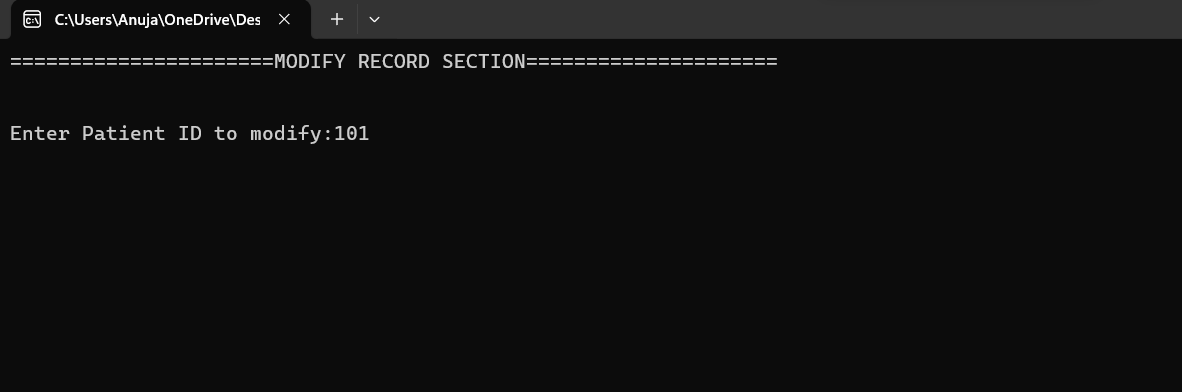 C:\Users\Anuja\OneDrive\Des
======================MODIFY RECORD SECTION=====================
Enter Patient ID to modify:101